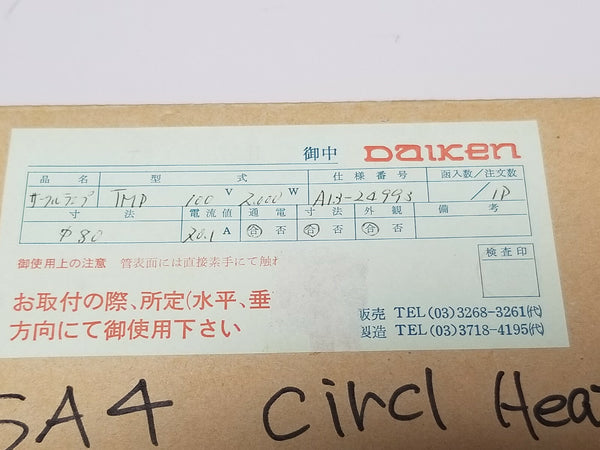 御中 DAIKEN
品名 型式 仕様番号 函入数/注文数
サークルランプ TMP 100 V 2.000 W /1P
寸法 電流値 通電 寸法 外観 備考
φ80 20.1 A 合 否 合 否 合 否
検査印
御使用上の注意 管表面には直接素手にて触れ
お取付の際、所定(水平、垂
方向にて御使用下さい
販売 TEL(03)3268-3261(代)
製造 TEL(03)3718-4195(代)
SA4 Circl Hea